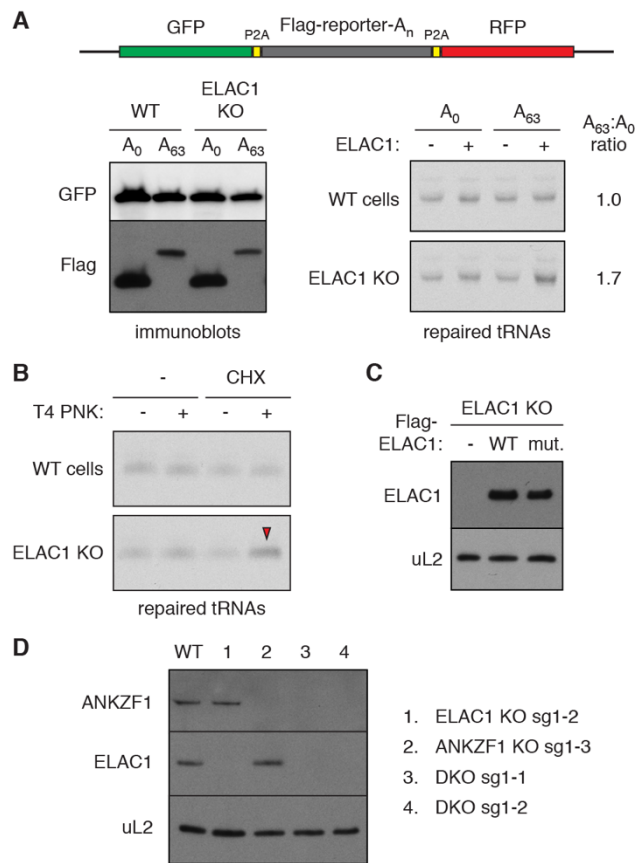 A
GFP P2A Flag-reporter-Aₙ P2A RFP
WT ELAC1 KO
A₀ A₆₃ A₀ A₆₃
GFP
Flag
immunoblots
A₀ A₆₃ A₆₃:A₀ ratio
ELAC1: - + - +
WT cells 1.0
ELAC1 KO 1.7
repaired tRNAs
B
- CHX
T4 PNK: - + - +
WT cells
ELAC1 KO
repaired tRNAs
C
ELAC1 KO
Flag-ELAC1: - WT mut.
ELAC1
uL2
D
WT 1 2 3 4
ANKZF1
ELAC1
uL2
1. ELAC1 KO sg1-2
2. ANKZF1 KO sg1-3
3. DKO sg1-1
4. DKO sg1-2